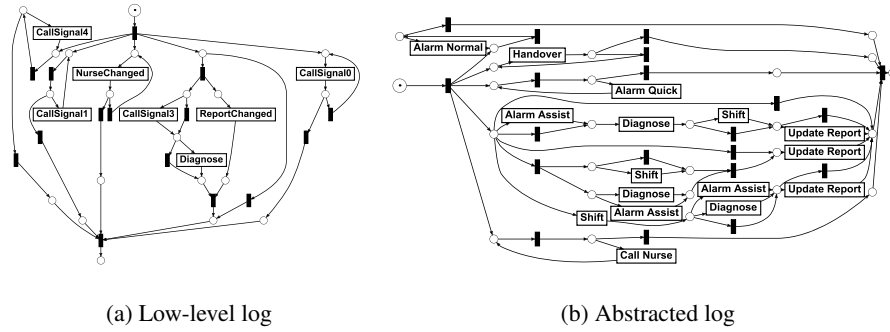 CallSignal4
NurseChanged
CallSignal0
CallSignal1
CallSignal3
ReportChanged
Diagnose
(a) Low-level log
Alarm Normal
Handover
Alarm Quick
Alarm Assist
Shift
Diagnose
Update Report
Update Report
Shift
Diagnose
Alarm Assist
Update Report
Alarm Assist
Diagnose
Shift
Call Nurse
(b) Abstracted log